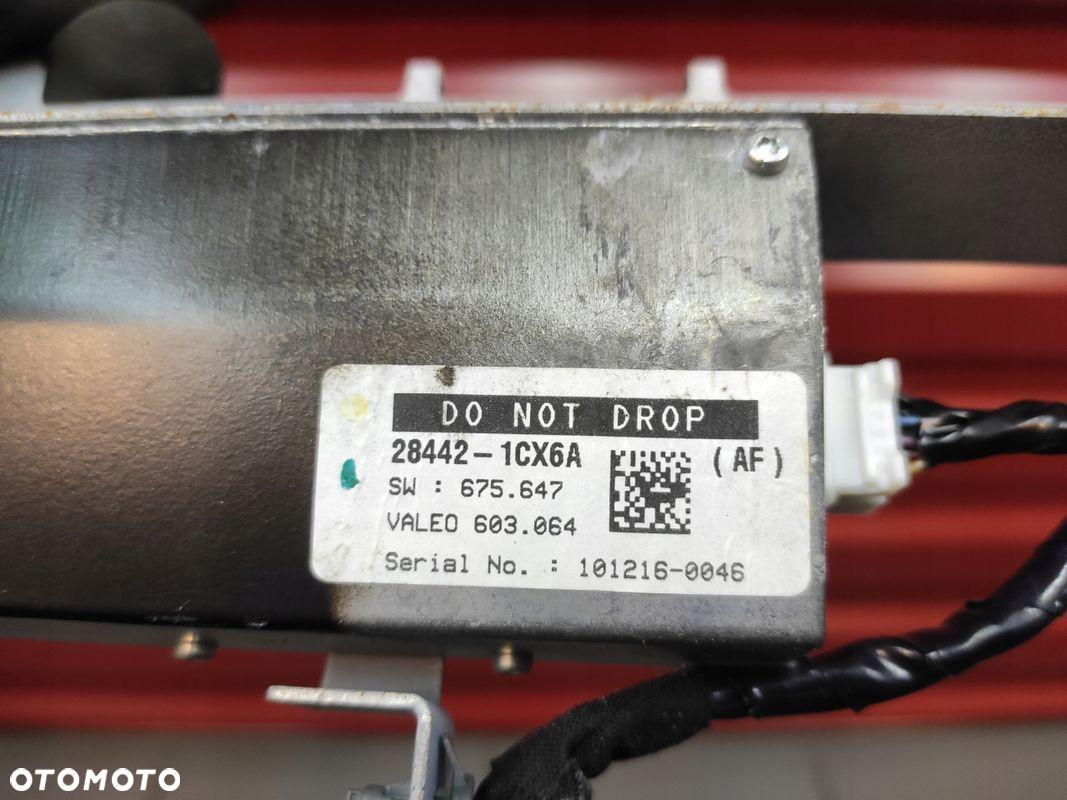 DO NOT DROP
28442-1CX6A (AF)
SW : 675.647
VALEO 603.064
Serial No. : 101216-0046
OTOMOTO